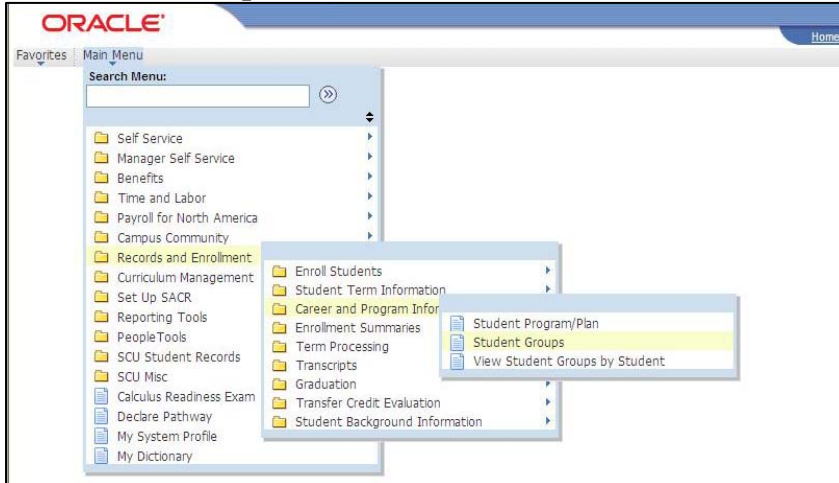 ORACLE'
Home
Favorites Main Menu
Search Menu:
Self Service
Manager Self Service
Benefits
Time and Labor
Payroll for North America
Campus Community
Records and Enrollment
Curriculum Management
Set Up SACR
Reporting Tools
PeopleTools
SCU Student Records
SCU Misc
Calculus Readiness Exam
Declare Pathway
My System Profile
My Dictionary
Enroll Students
Student Term Information
Career and Program Infor
Enrollment Summaries
Term Processing
Transcripts
Graduation
Transfer Credit Evaluation
Student Background Information
Student Program/Plan
Student Groups
View Student Groups by Student